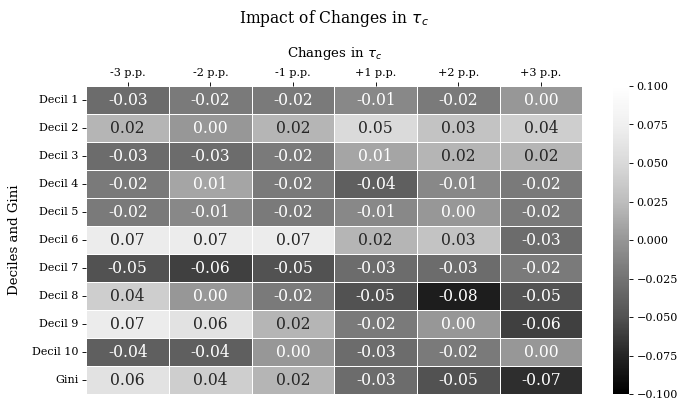 Impact of Changes in τc
Changes in τc
-3 p.p. -2 p.p. -1 p.p. +1 p.p. +2 p.p. +3 p.p.
Deciles and Gini
Decil 1 -0.03 -0.02 -0.02 -0.01 -0.02 0.00
Decil 2 0.02 0.00 0.02 0.05 0.03 0.04
Decil 3 -0.03 -0.03 -0.02 0.01 0.02 0.02
Decil 4 -0.02 0.01 -0.02 -0.04 -0.01 -0.02
Decil 5 -0.02 -0.01 -0.02 -0.01 0.00 -0.02
Decil 6 0.07 0.07 0.07 0.02 0.03 -0.03
Decil 7 -0.05 -0.06 -0.05 -0.03 -0.03 -0.02
Decil 8 0.04 0.00 -0.02 -0.05 -0.08 -0.05
Decil 9 0.07 0.06 0.02 -0.02 0.00 -0.06
Decil 10 -0.04 -0.04 0.00 -0.03 -0.02 0.00
Gini 0.06 0.04 0.02 -0.03 -0.05 -0.07
0.100
0.075
0.050
0.025
0.000
−0.025
−0.050
−0.075
−0.100